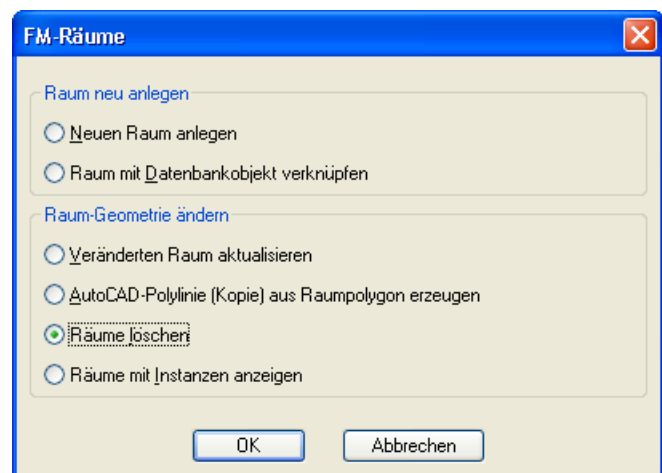 FM-Räume
Raum neu anlegen
Neuen Raum anlegen
Raum mit Datenbankobjekt verknüpfen
Raum-Geometrie ändern
Veränderten Raum aktualisieren
AutoCAD-Polylinie (Kopie) aus Raumpolygon erzeugen
Räume löschen
Räume mit Instanzen anzeigen
OK Abbrechen